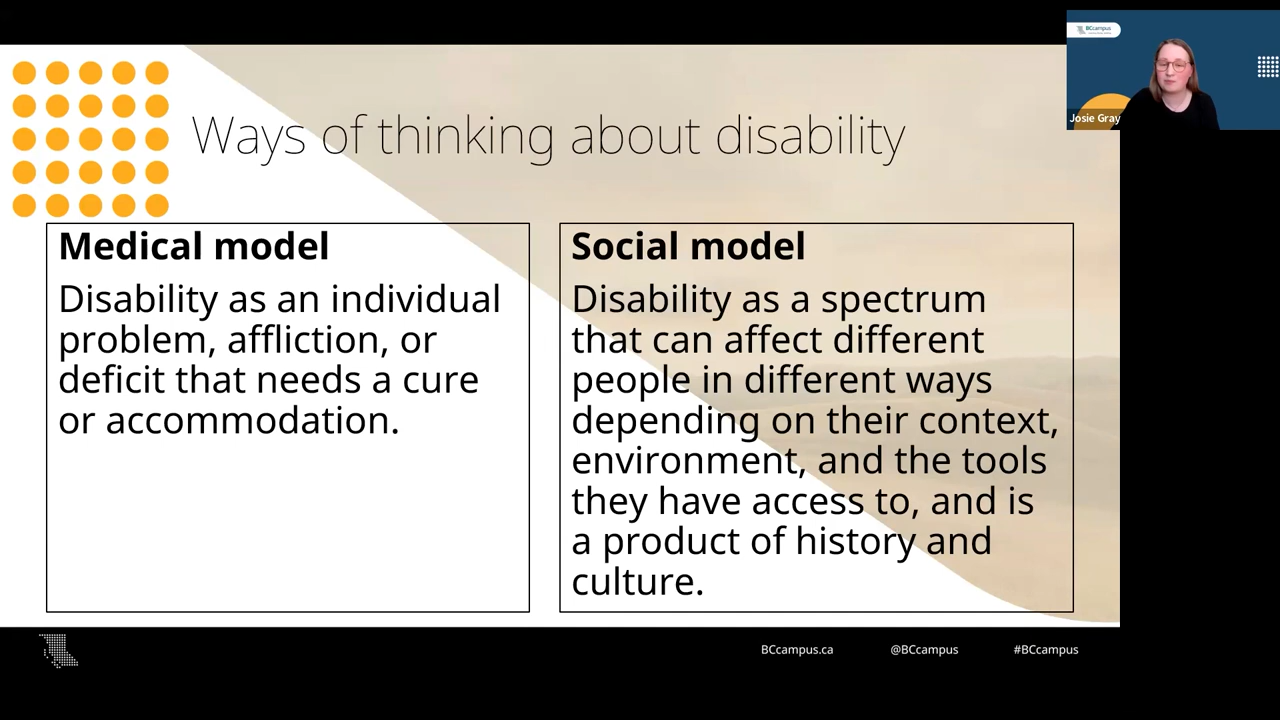 BCcampus
Josie Gray
Ways of thinking about disability
Medical model
Disability as an individual
problem, affliction, or
deficit that needs a cure
or accommodation.
Social model
Disability as a spectrum
that can affect different
people in different ways
depending on their context,
environment, and the tools
they have access to, and is
a product of history and
culture.
BCcampus.ca
@BCcampus
#BCcampus